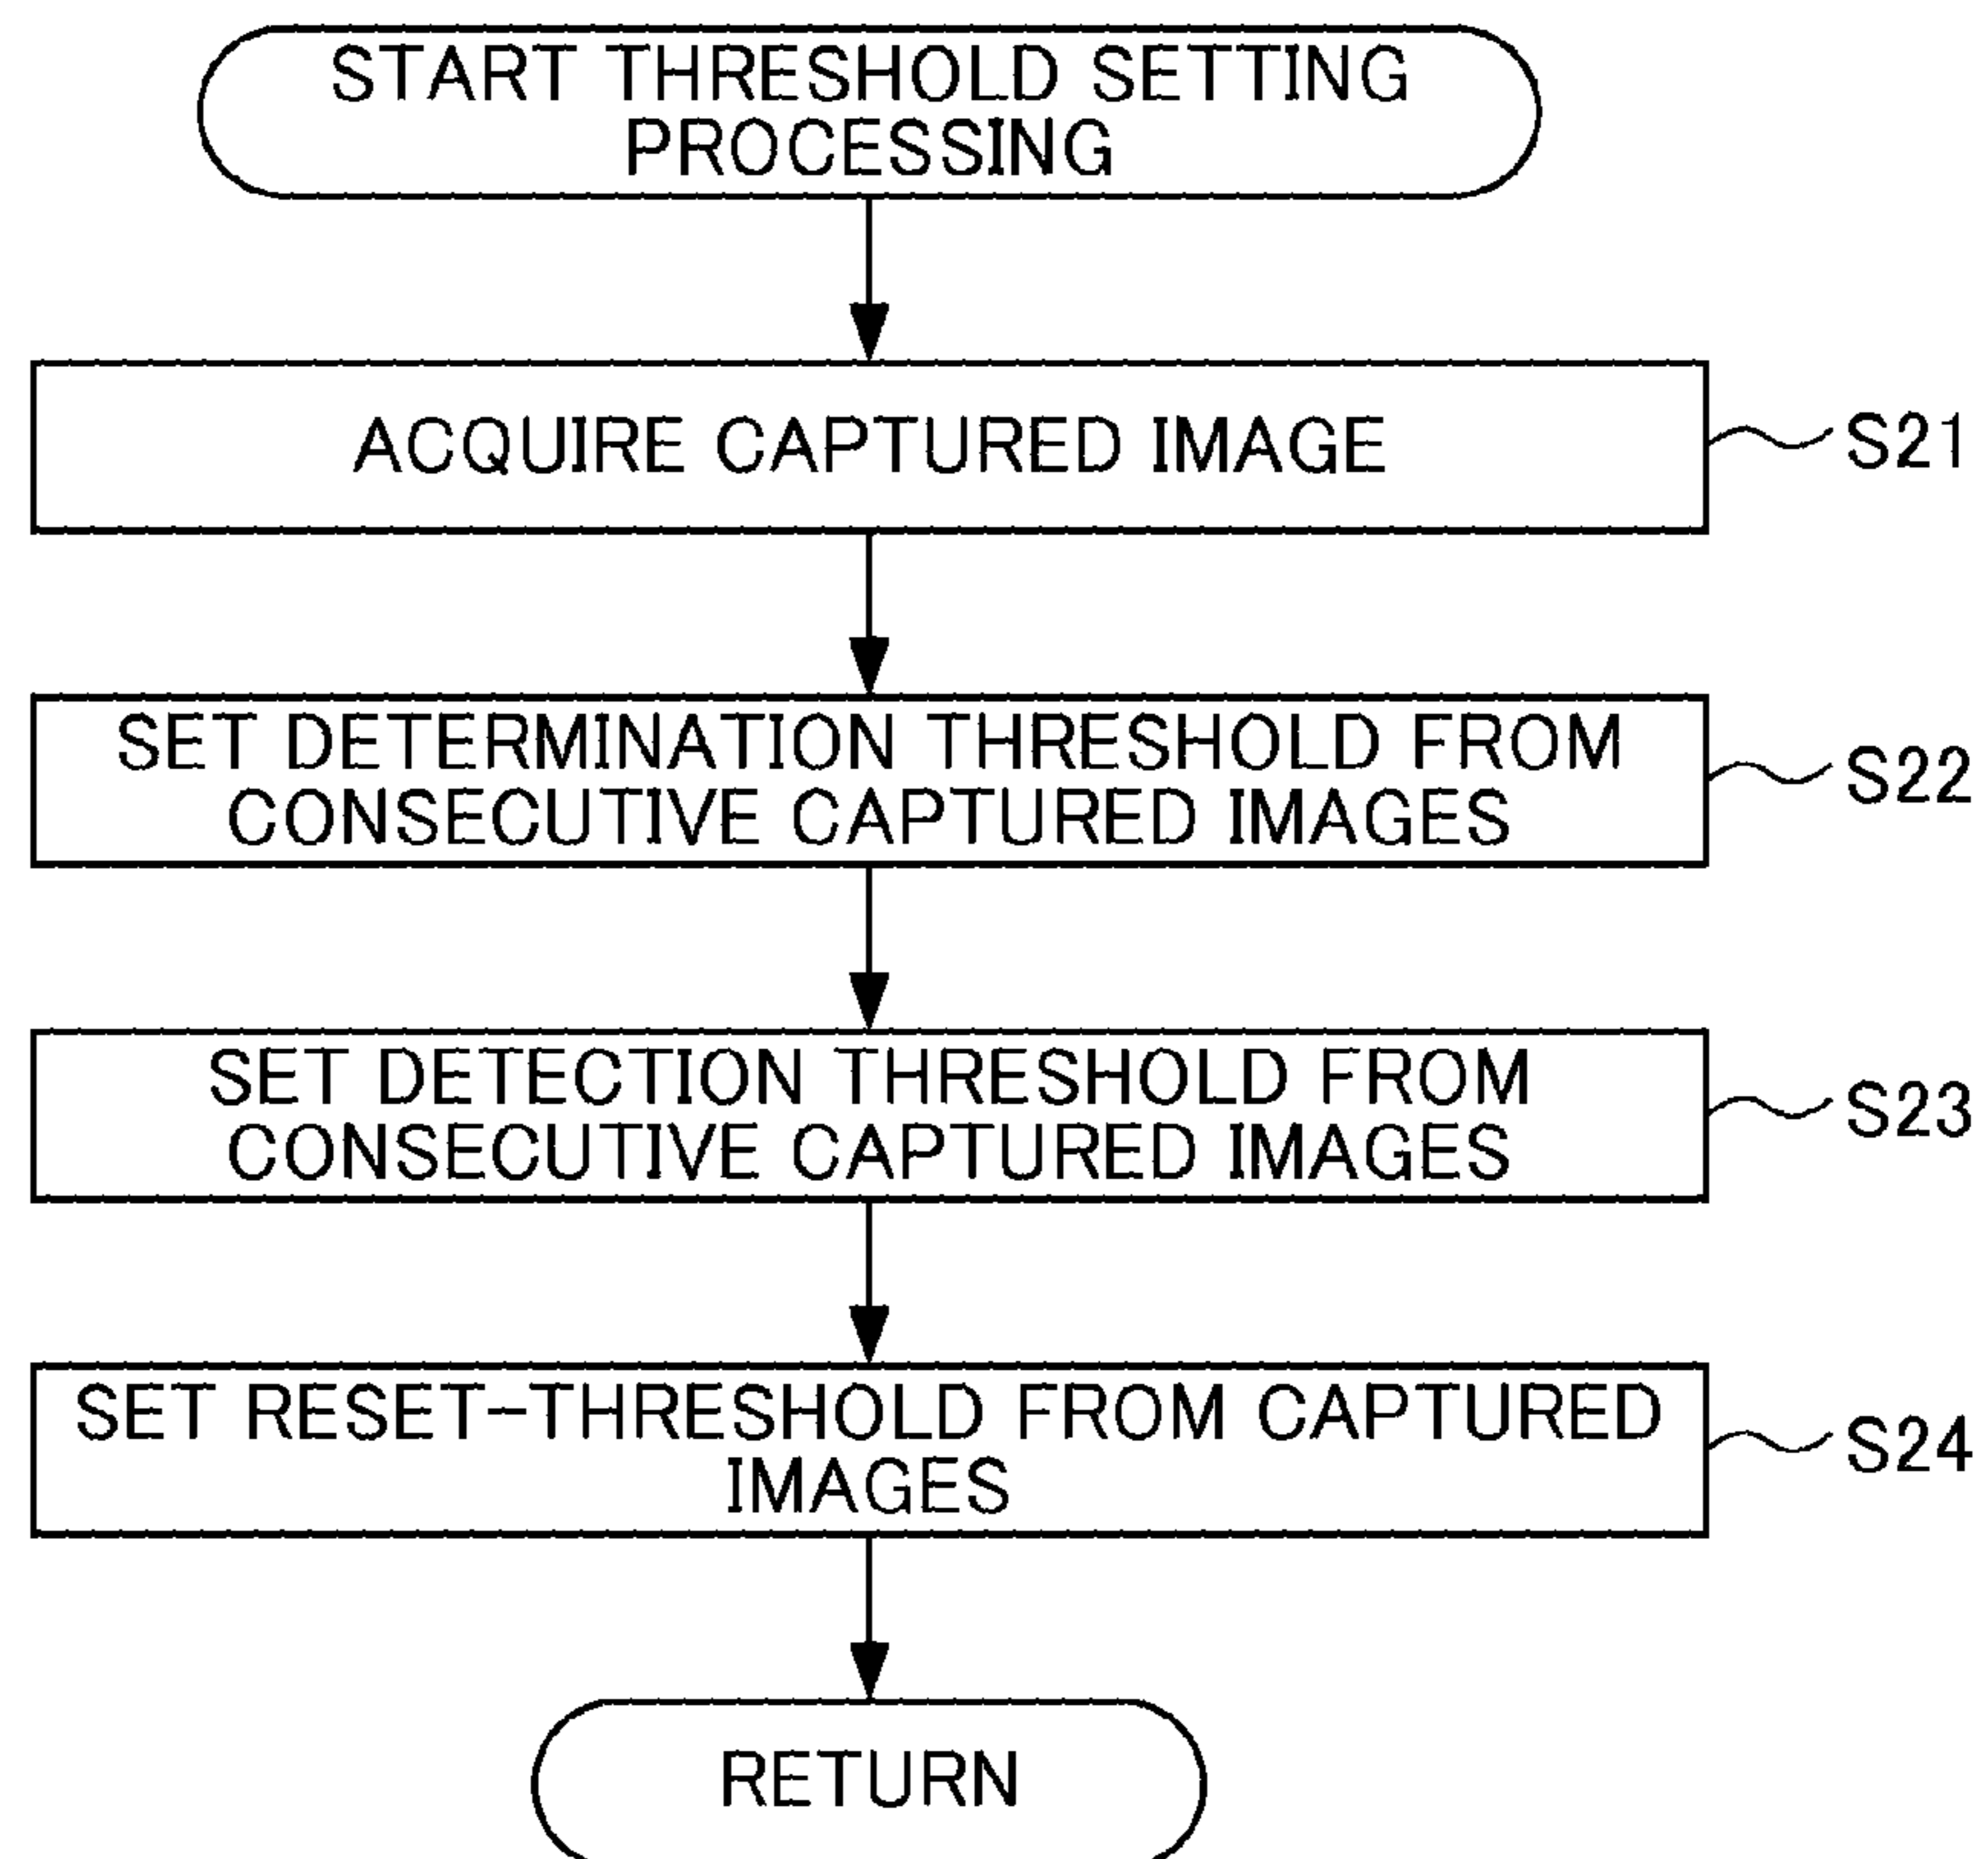 START THRESHOLD SETTING
PROCESSING
ACQUIRE CAPTURED IMAGE
S21
SET DETERMINATION THRESHOLD FROM
CONSECUTIVE CAPTURED IMAGES
S22
SET DETECTION THRESHOLD FROM
CONSECUTIVE CAPTURED IMAGES
S23
SET RESET-THRESHOLD FROM CAPTURED
IMAGES
S24
RETURN